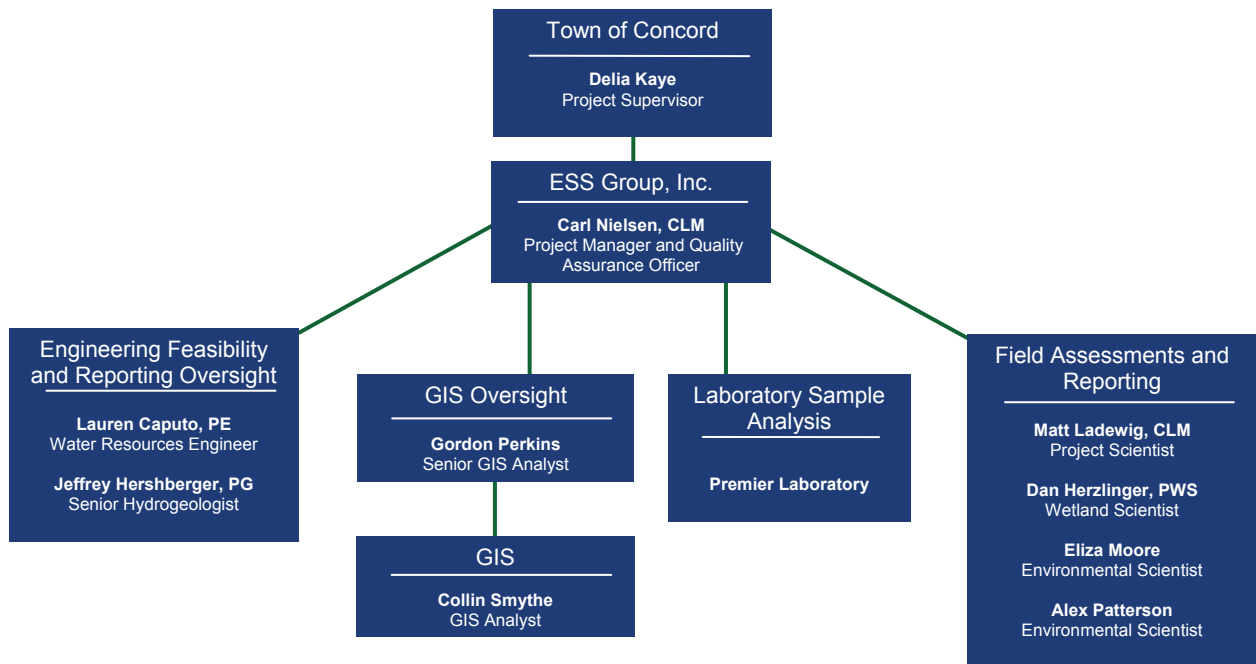 Town of Concord
Delia Kaye
Project Supervisor
ESS Group, Inc.
Carl Nielsen, CLM
Project Manager and Quality
Assurance Officer
Engineering Feasibility
and Reporting Oversight
Lauren Caputo, PE
Water Resources Engineer
Jeffrey Hershberger, PG
Senior Hydrogeologist
GIS Oversight
Gordon Perkins
Senior GIS Analyst
GIS
Collin Smythe
GIS Analyst
Laboratory Sample
Analysis
Premier Laboratory
Field Assessments and
Reporting
Matt Ladewig, CLM
Project Scientist
Dan Herzlinger, PWS
Wetland Scientist
Eliza Moore
Environmental Scientist
Alex Patterson
Environmental Scientist